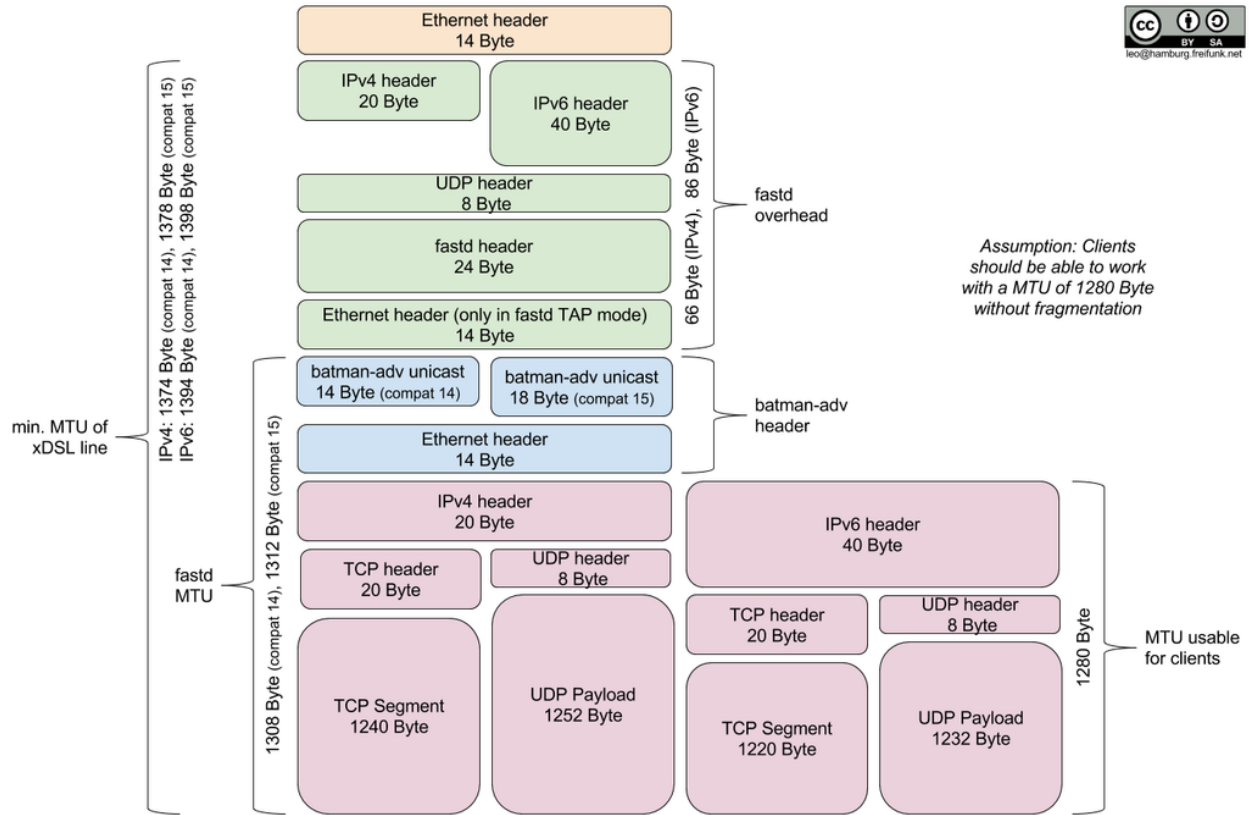 Ethernet header
14 Byte
cc
BY SA
leo@hamburg.freifunk.net
IPv4 header
20 Byte
IPv6 header
40 Byte
UDP header
8 Byte
fastd header
24 Byte
Ethernet header (only in fastd TAP mode)
14 Byte
66 Byte (IPv4), 86 Byte (IPv6)
fastd
overhead
Assumption: Clients
should be able to work
with a MTU of 1280 Byte
without fragmentation
min. MTU of
xDSL line
IPv4: 1374 Byte (compat 14), 1378 Byte (compat 15)
IPv6: 1394 Byte (compat 14), 1398 Byte (compat 15)
batman-adv unicast
14 Byte (compat 14)
batman-adv unicast
18 Byte (compat 15)
Ethernet header
14 Byte
batman-adv
header
fastd
MTU
1308 Byte (compat 14), 1312 Byte (compat 15)
IPv4 header
20 Byte
TCP header
20 Byte
UDP header
8 Byte
TCP Segment
1240 Byte
UDP Payload
1252 Byte
IPv6 header
40 Byte
TCP header
20 Byte
UDP header
8 Byte
TCP Segment
1220 Byte
UDP Payload
1232 Byte
1280 Byte
MTU usable
for clients